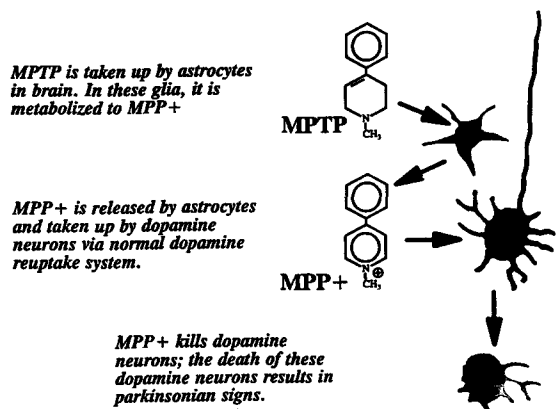 MPTP is taken up by astrocytes
in brain. In these glia, it is
metabolized to MPP+
N
CH₃
MPTP
MPP+ is released by astrocytes
and taken up by dopamine
neurons via normal dopamine
reuptake system.
N ⊕
CH₃
MPP+
MPP+ kills dopamine
neurons; the death of these
dopamine neurons results in
parkinsonian signs.